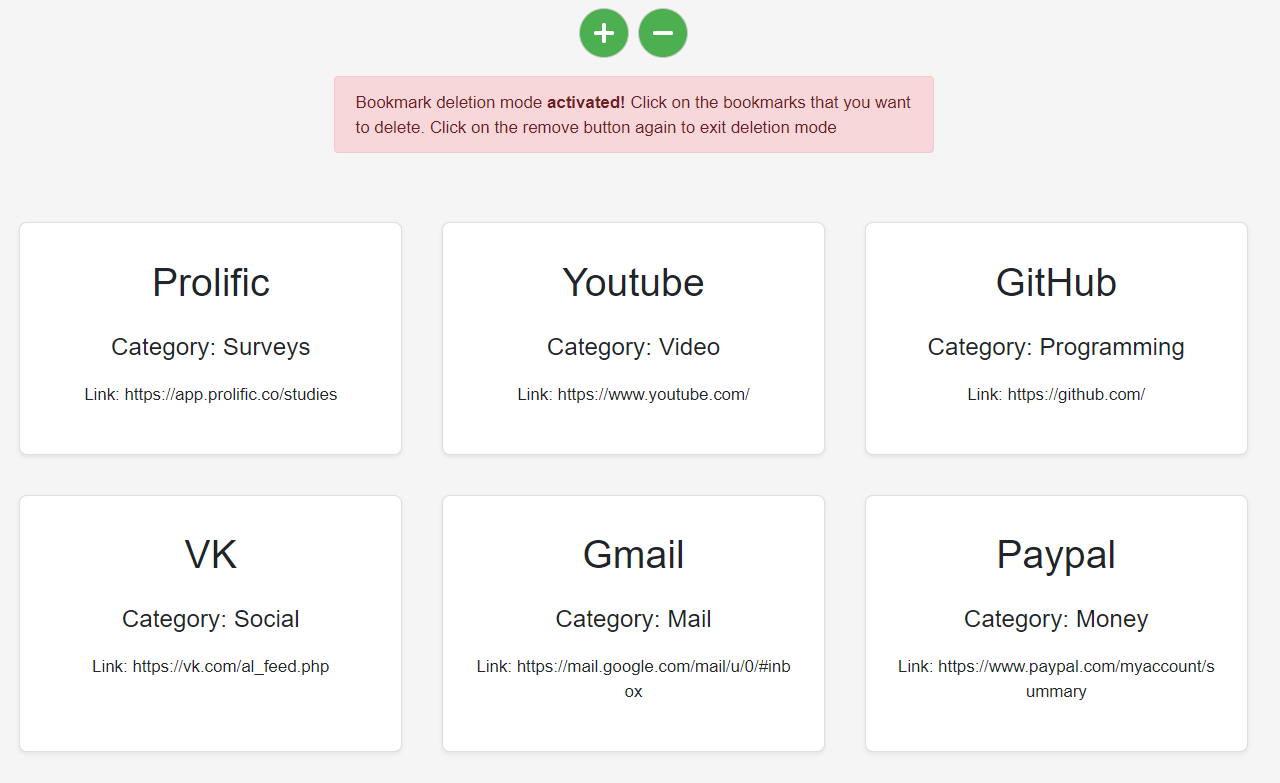 Bookmark deletion mode activated! Click on the bookmarks that you want
to delete. Click on the remove button again to exit deletion mode
Prolific
Category: Surveys
Link: https://app.prolific.co/studies
Youtube
Category: Video
Link: https://www.youtube.com/
GitHub
Category: Programming
Link: https://github.com/
VK
Category: Social
Link: https://vk.com/al_feed.php
Gmail
Category: Mail
Link: https://mail.google.com/mail/u/0/#inb
ox
Paypal
Category: Money
Link: https://www.paypal.com/myaccount/s
ummary